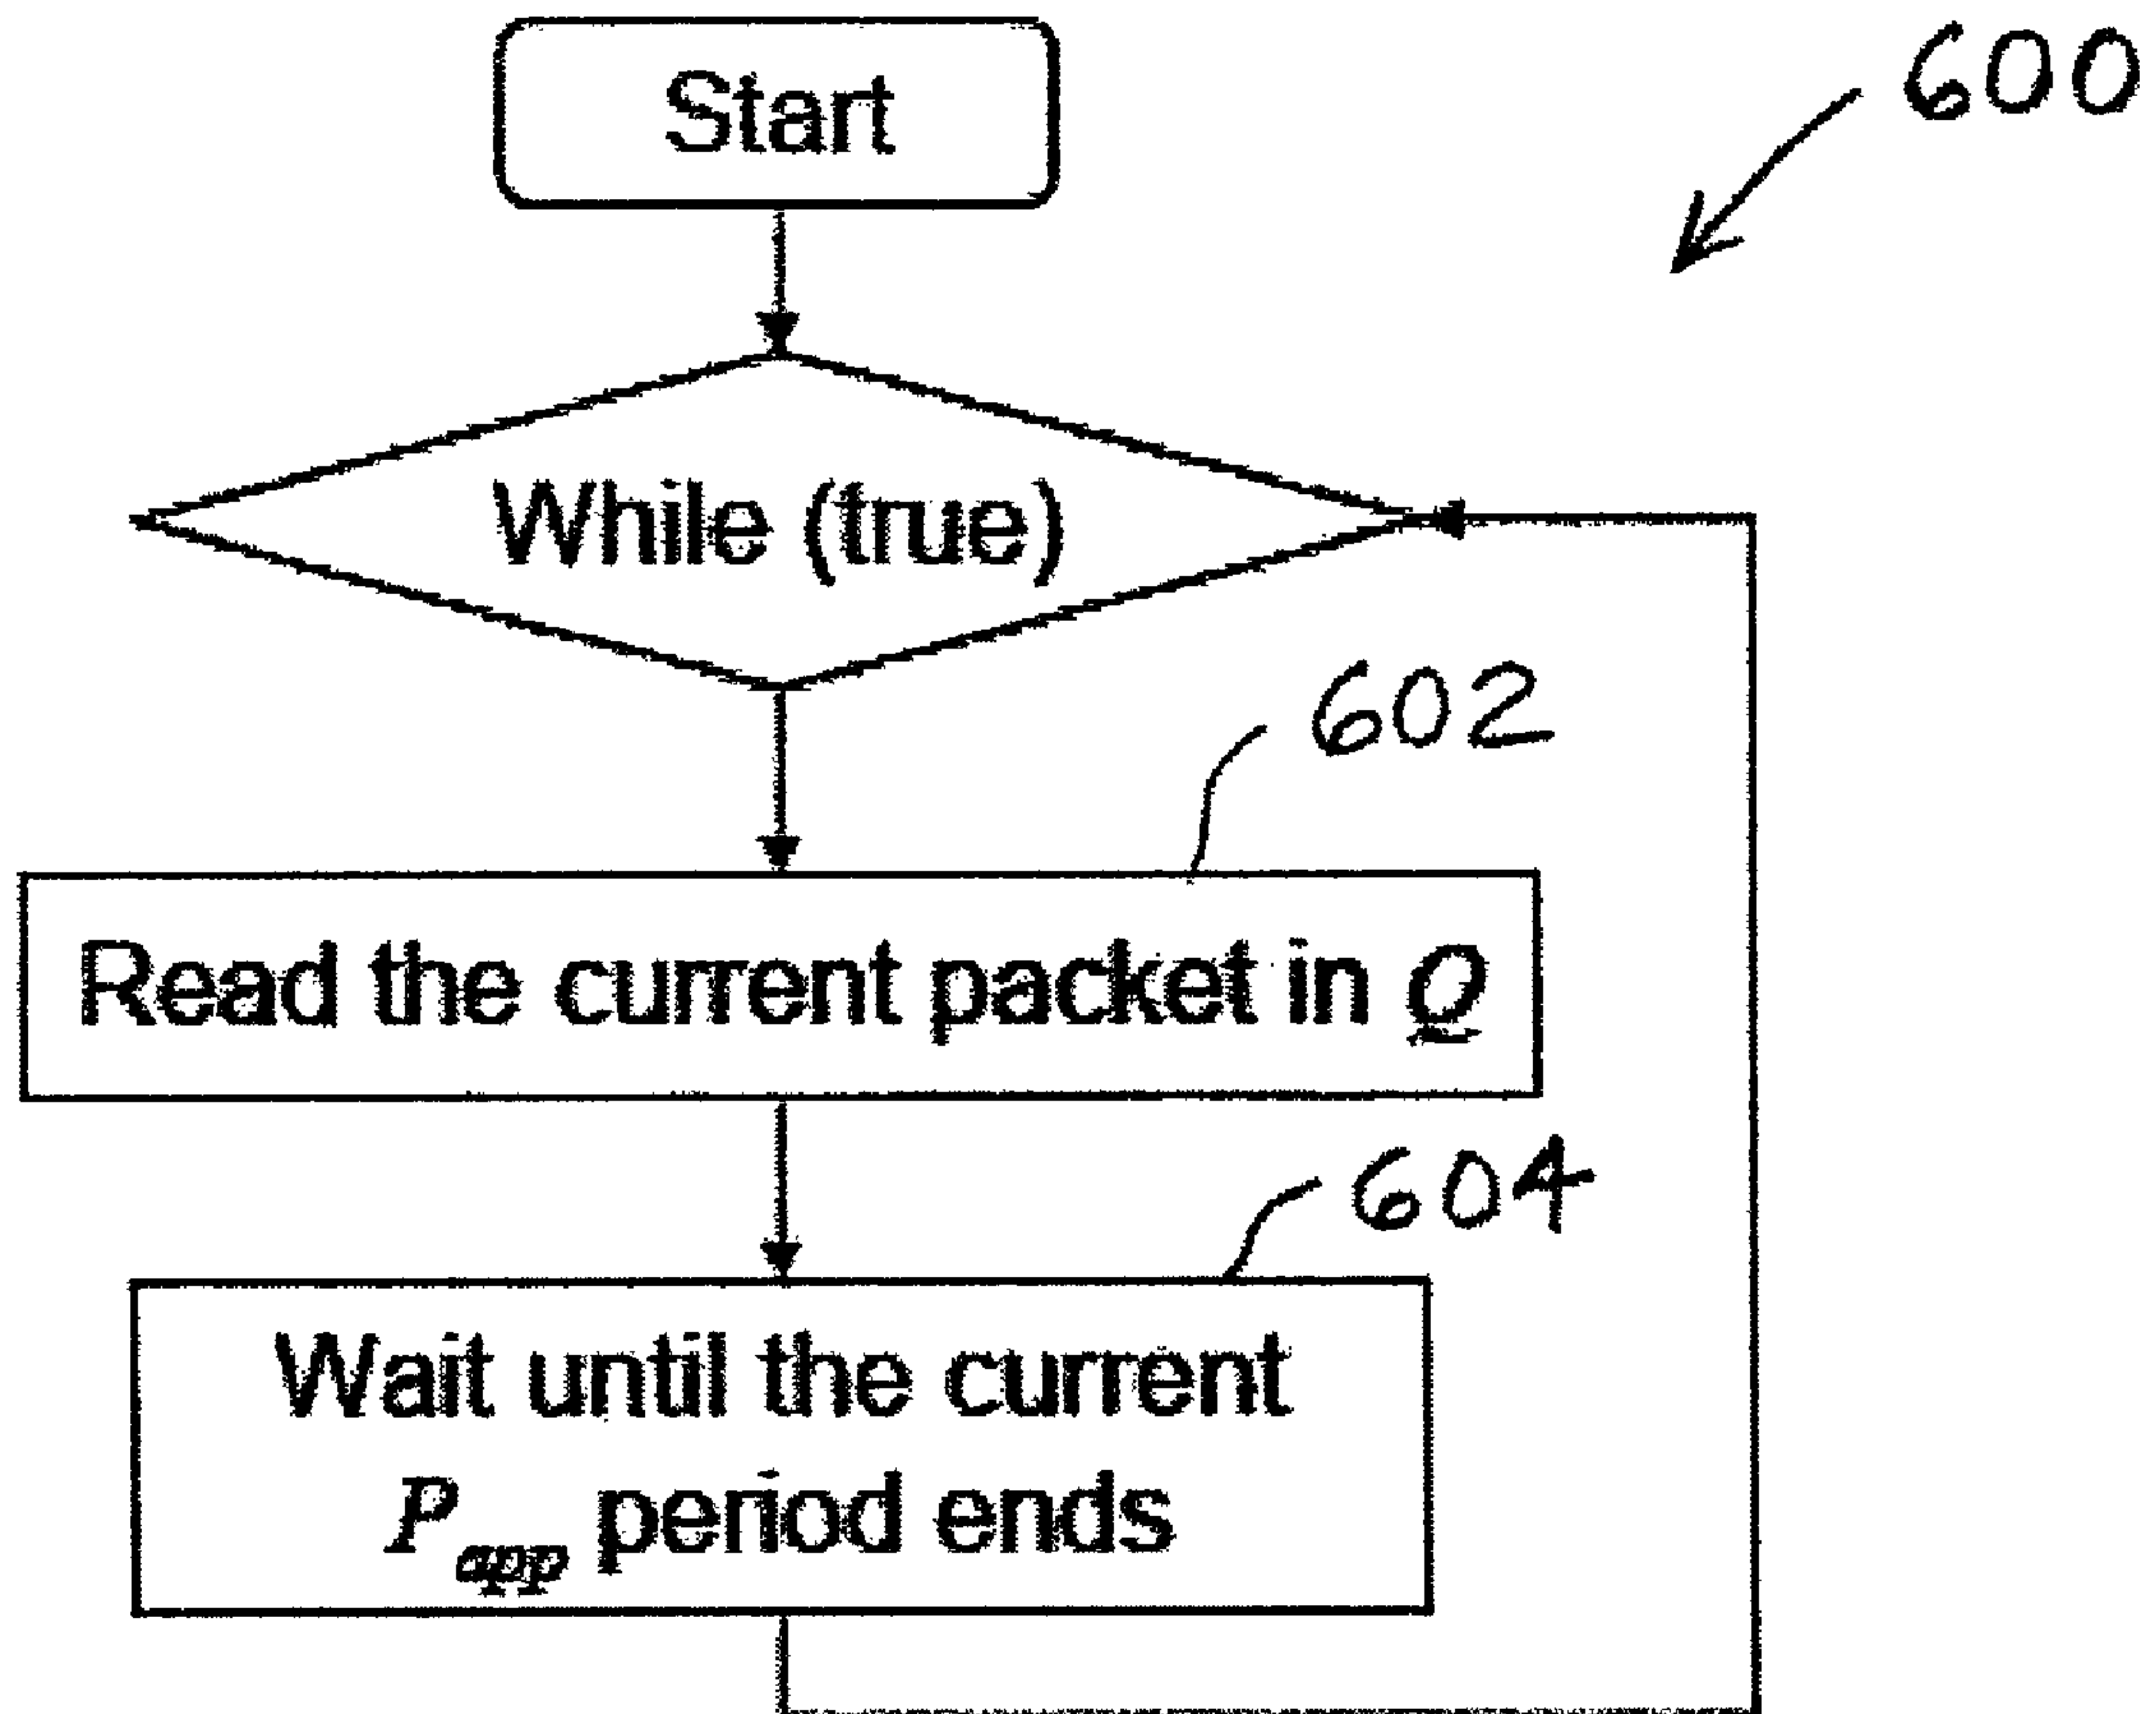 Start
600
While (true)
602
Read the current packet in Q
604
Wait until the current
P_app period ends